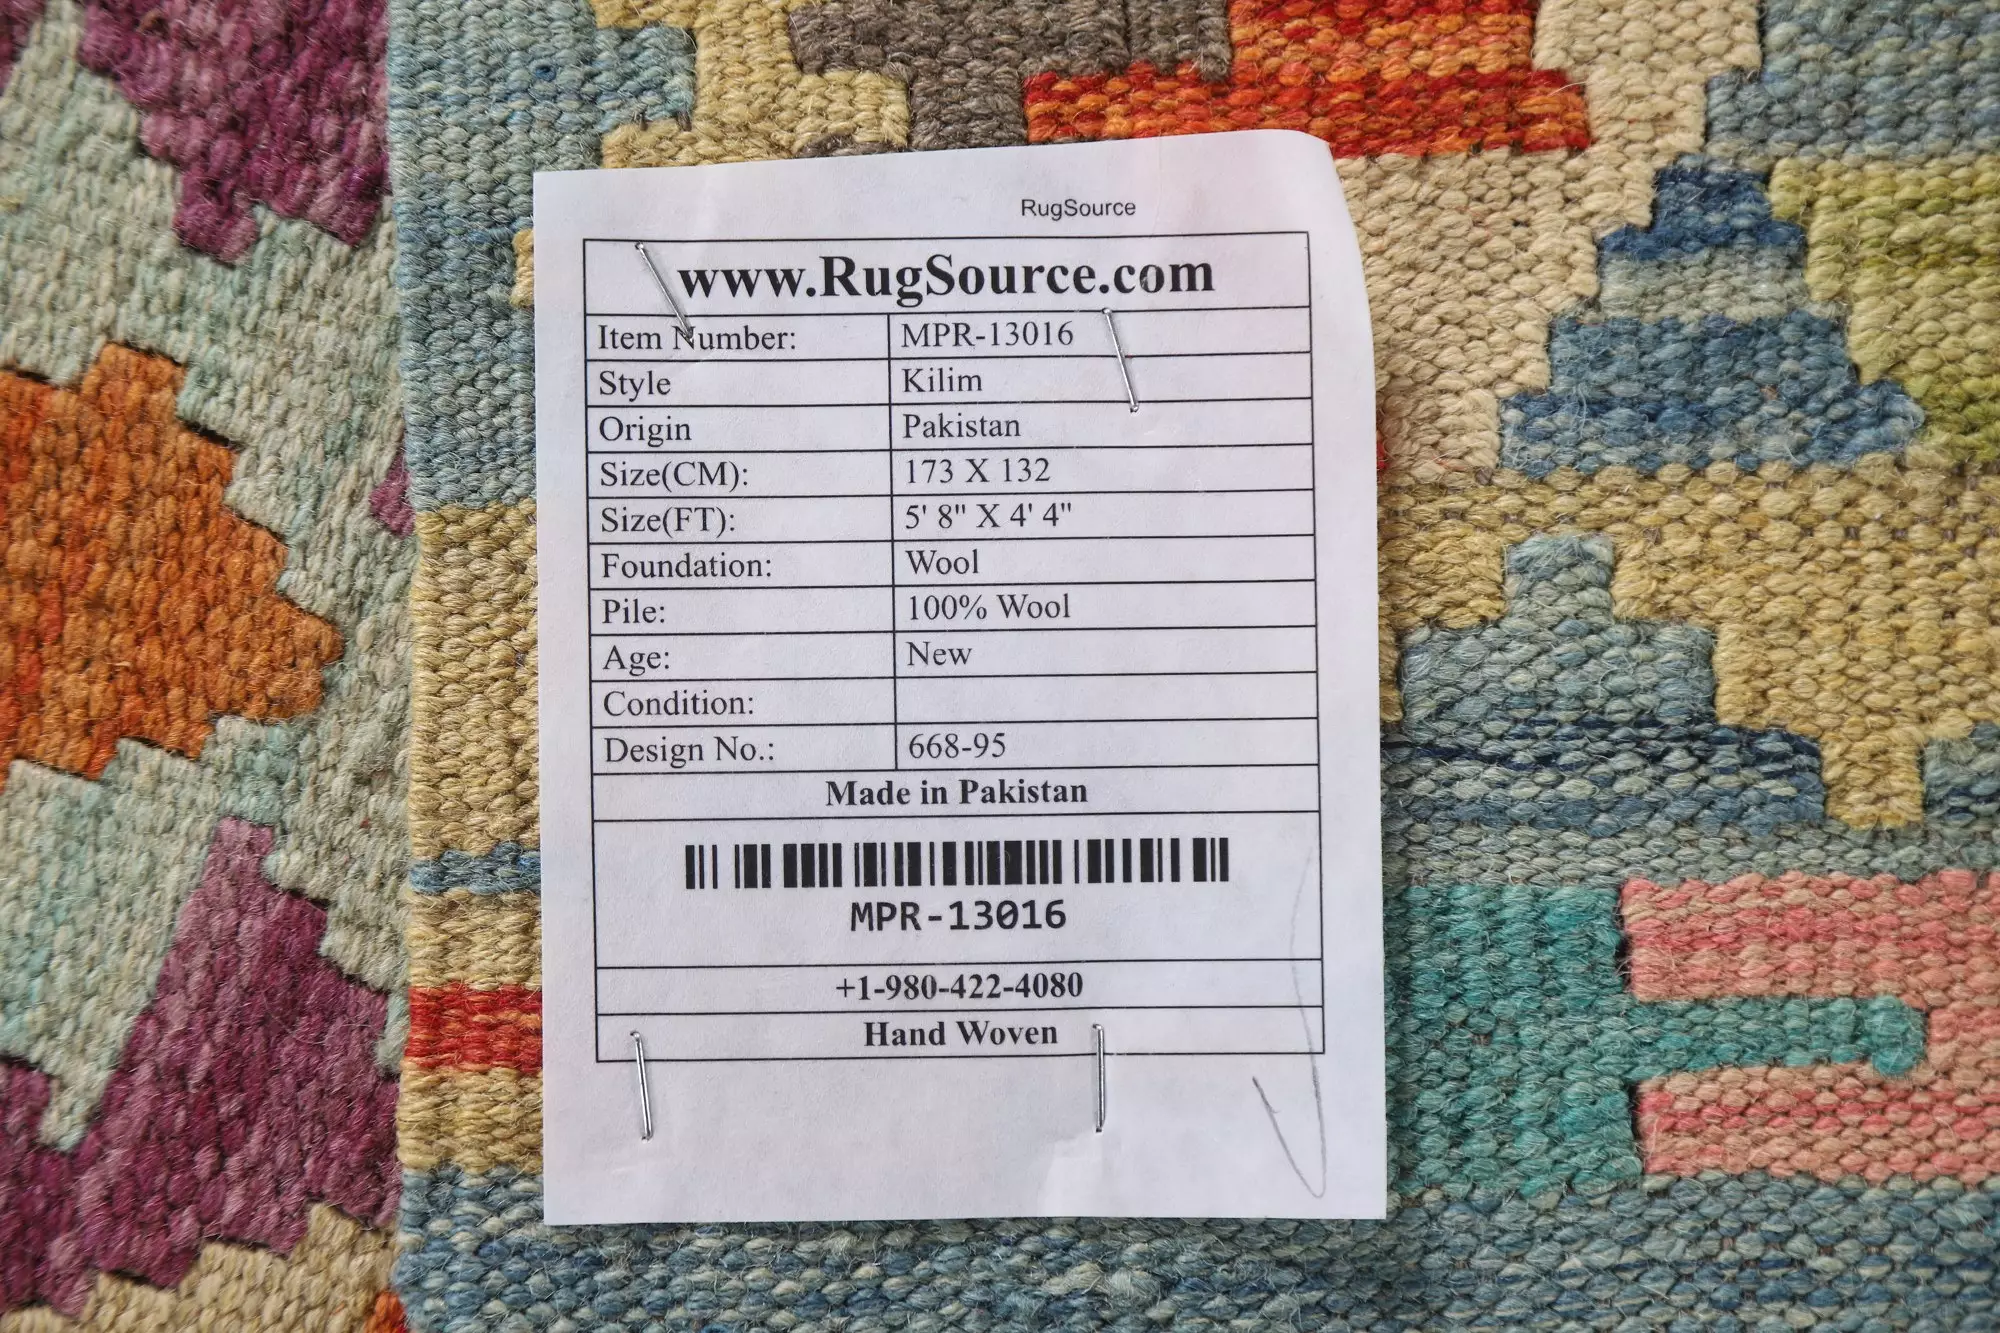 RugSource
www.RugSource.com
Item Number: MPR-13016
Style Kilim
Origin Pakistan
Size(CM): 173 X 132
Size(FT): 5' 8" X 4' 4"
Foundation: Wool
Pile: 100% Wool
Age: New
Condition:
Design No.: 668-95
Made in Pakistan
MPR-13016
+1-980-422-4080
Hand Woven